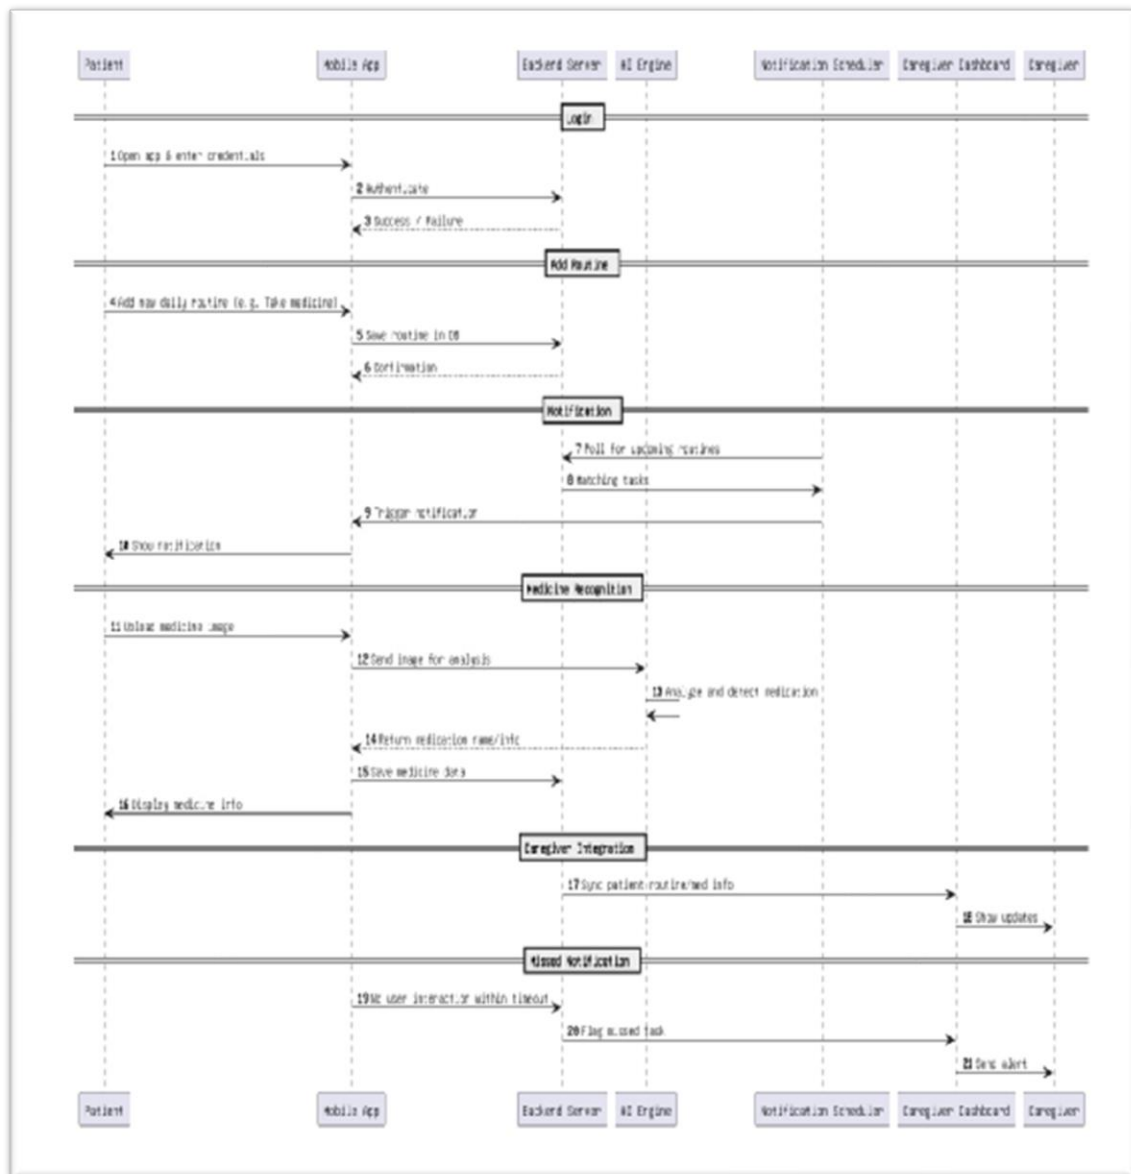 Patient Mobile App Backend Server AI Engine Notification Scheduler Caregiver Dashboard Caregiver
Login
1 Open app & enter credentials
2 Authenticate
3 Success / Failure
Add Routine
4 Add new daily routine (e.g. Take medicine)
5 Save routine in DB
6 Confirmation
Notification
7 Poll for upcoming routines
8 Matching tasks
9 Trigger notification
10 Show notification
Medicine Recognition
11 Upload medicine image
12 Send image for analysis
13 Analyze and detect medication
14 Return medication name/info
15 Save medicine data
16 Display medicine info
Caregiver Integration
17 Sync patient routine/med info
18 Show updates
Missed Notification
19 No user interaction within timeout
20 Flag missed task
21 Send alert
Patient Mobile App Backend Server AI Engine Notification Scheduler Caregiver Dashboard Caregiver